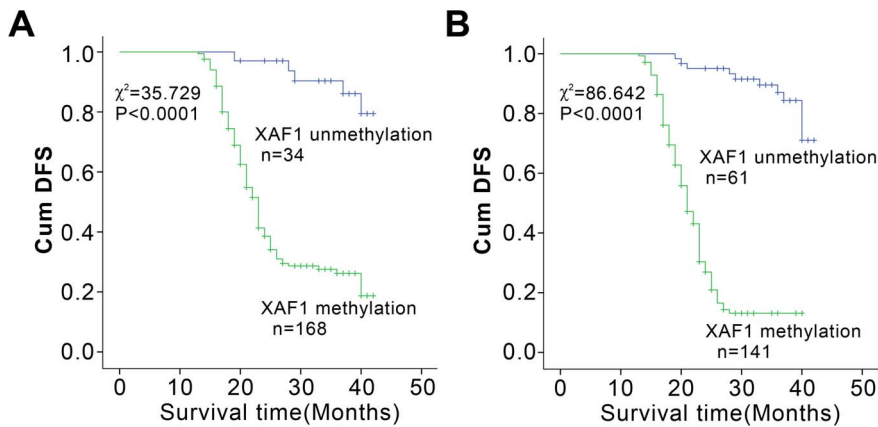 A
Cum DFS
1.0
0.8
0.6
0.4
0.2
0.0
χ²=35.729
P<0.0001
XAF1 unmethylation
n=34
XAF1 methylation
n=168
0 10 20 30 40 50
Survival time(Months)
B
Cum DFS
1.0
0.8
0.6
0.4
0.2
0.0
χ²=86.642
P<0.0001
XAF1 unmethylation
n=61
XAF1 methylation
n=141
0 10 20 30 40 50
Survival time(Months)